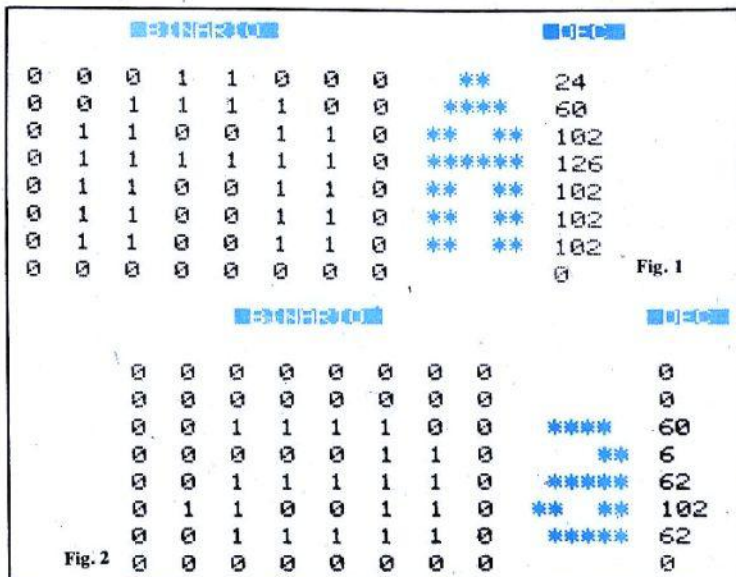 BINARIO DEC
0 0 0 1 1 0 0 0 ** 24
0 0 1 1 1 1 0 0 **** 60
0 1 1 0 0 1 1 0 ** ** 102
0 1 1 1 1 1 1 0 ****** 126
0 1 1 0 0 1 1 0 ** ** 102
0 1 1 0 0 1 1 0 ** ** 102
0 1 1 0 0 1 1 0 ** ** 102
0 0 0 0 0 0 0 0 0 Fig. 1
BINARIO DEC
0 0 0 0 0 0 0 0 0
0 0 0 0 0 0 0 0 0
0 0 1 1 1 1 0 0 **** 60
0 0 0 0 0 1 1 0 ** 6
0 0 1 1 1 1 1 0 ***** 62
0 1 1 0 0 1 1 0 ** ** 102
0 0 1 1 1 1 1 0 ***** 62
Fig. 2 0 0 0 0 0 0 0 0 0